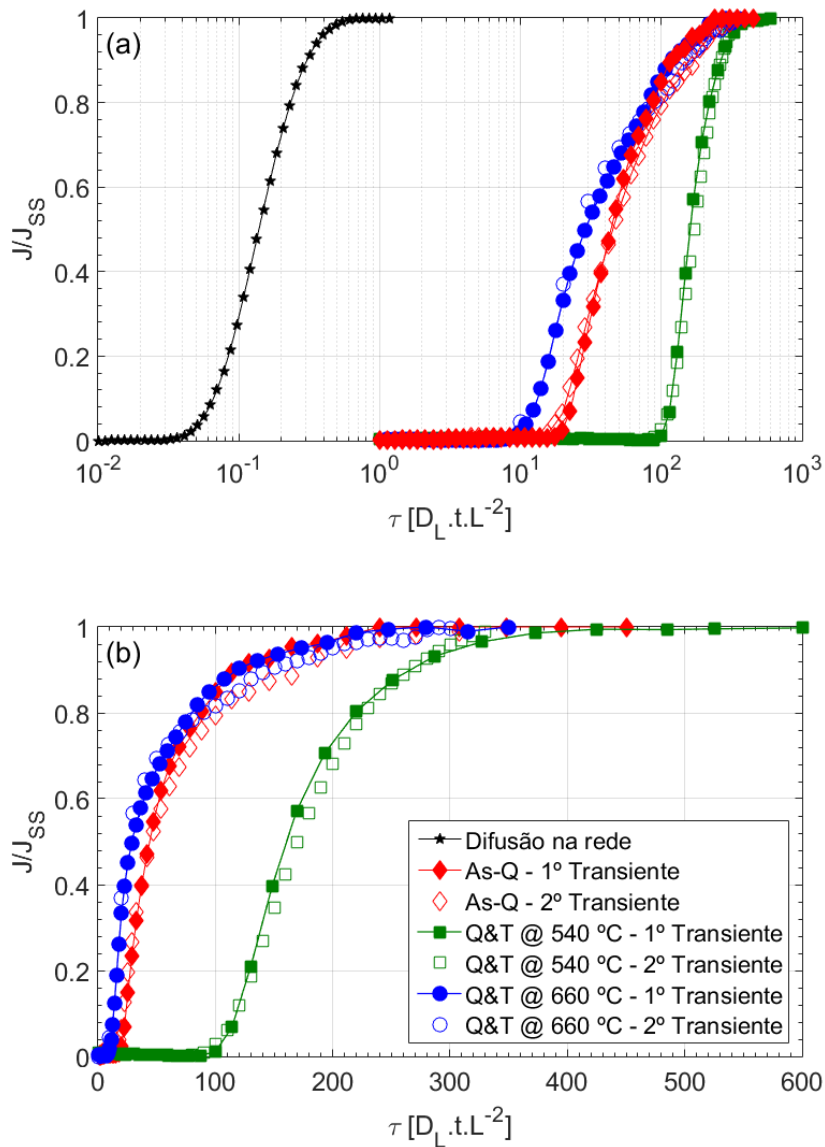 (a)
1
0.8
0.6
0.4
0.2
0
J/J_SS
10^-2
10^-1
10^0
10^1
10^2
10^3
τ [D_L.t.L^-2]
(b)
1
0.8
0.6
0.4
0.2
0
J/J_SS
Difusão na rede
As-Q - 1º Transiente
As-Q - 2º Transiente
Q&T @ 540 ºC - 1º Transiente
Q&T @ 540 ºC - 2º Transiente
Q&T @ 660 ºC - 1º Transiente
Q&T @ 660 ºC - 2º Transiente
0
100
200
300
400
500
600
τ [D_L.t.L^-2]